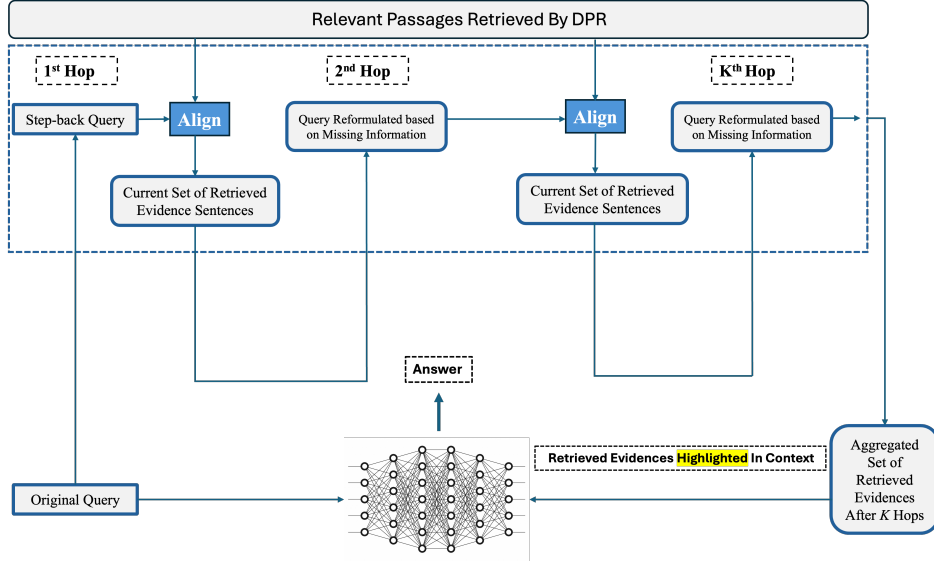 Relevant Passages Retrieved By DPR
1st Hop
2nd Hop
Kth Hop
Step-back Query
Align
Query Reformulated based
on Missing Information
Align
Query Reformulated based
on Missing Information
Current Set of Retrieved
Evidence Sentences
Current Set of Retrieved
Evidence Sentences
Answer
Retrieved Evidences Highlighted In Context
Original Query
Aggregated
Set of
Retrieved
Evidences
After K Hops